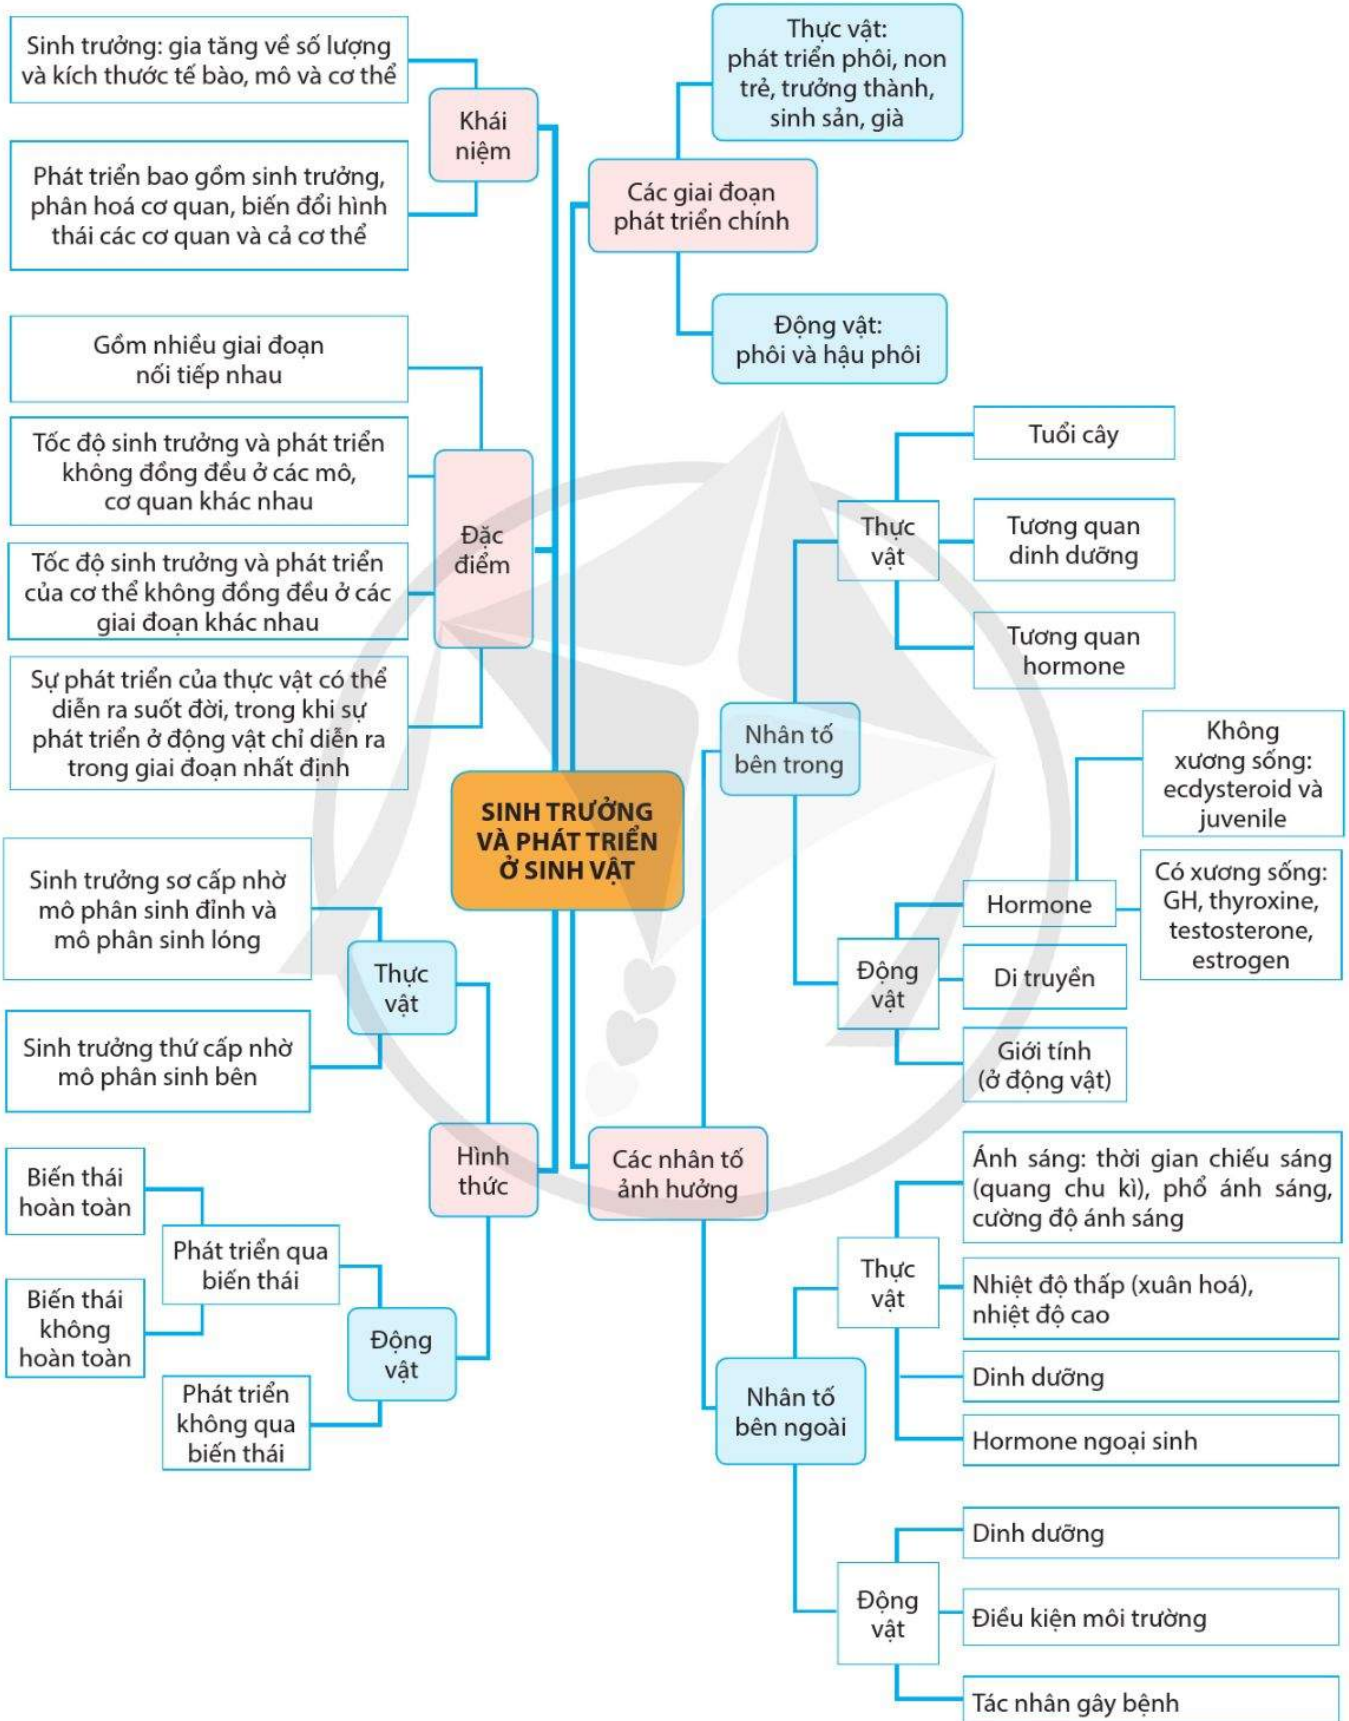 Sinh trưởng: gia tăng về số lượng
và kích thước tế bào, mô và cơ thể
Khái
niệm
Phát triển bao gồm sinh trưởng,
phân hoá cơ quan, biến đổi hình
thái các cơ quan và cả cơ thể
Thực vật:
phát triển phôi, non
trẻ, trưởng thành,
sinh sản, già
Các giai đoạn
phát triển chính
Động vật:
phôi và hậu phôi
Gồm nhiều giai đoạn
nối tiếp nhau
Tốc độ sinh trưởng và phát triển
không đồng đều ở các mô,
cơ quan khác nhau
Đặc
điểm
Tốc độ sinh trưởng và phát triển
của cơ thể không đồng đều ở các
giai đoạn khác nhau
Sự phát triển của thực vật có thể
diễn ra suốt đời, trong khi sự
phát triển ở động vật chỉ diễn ra
trong giai đoạn nhất định
SINH TRƯỞNG
VÀ PHÁT TRIỂN
Ở SINH VẬT
Tuổi cây
Thực
vật
Tương quan
dinh dưỡng
Tương quan
hormone
Nhân tố
bên trong
Không
xương sống:
ecdysteroid và
juvenile
Hormone
Có xương sống:
GH, thyroxine,
testosterone,
estrogen
Động
vật
Di truyền
Giới tính
(ở động vật)
Sinh trưởng sơ cấp nhờ
mô phân sinh đỉnh và
mô phân sinh lóng
Thực
vật
Sinh trưởng thứ cấp nhờ
mô phân sinh bên
Hình
thức
Biến thái
hoàn toàn
Phát triển qua
biến thái
Biến thái
không
hoàn toàn
Động
vật
Phát triển
không qua
biến thái
Các nhân tố
ảnh hưởng
Ánh sáng: thời gian chiếu sáng
(quang chu kì), phổ ánh sáng,
cường độ ánh sáng
Thực
vật
Nhiệt độ thấp (xuân hoá),
nhiệt độ cao
Dinh dưỡng
Hormone ngoại sinh
Nhân tố
bên ngoài
Dinh dưỡng
Động
vật
Điều kiện môi trường
Tác nhân gây bệnh